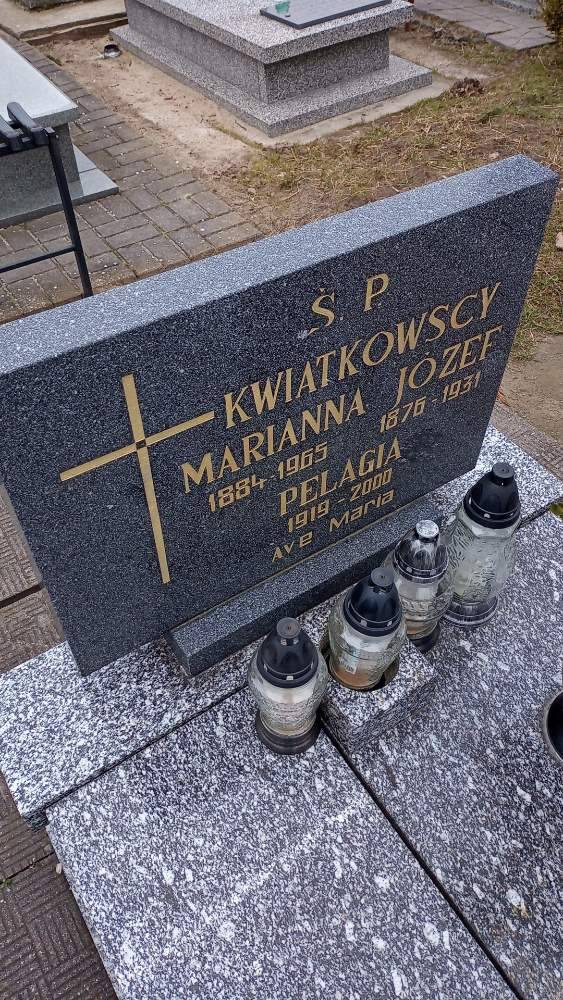 Ś. P.
KWIATKOWSCY
MARIANNA JÓZEF
1884-1965 1876-1931
PELAGIA
1919-2000
AVE MARIA